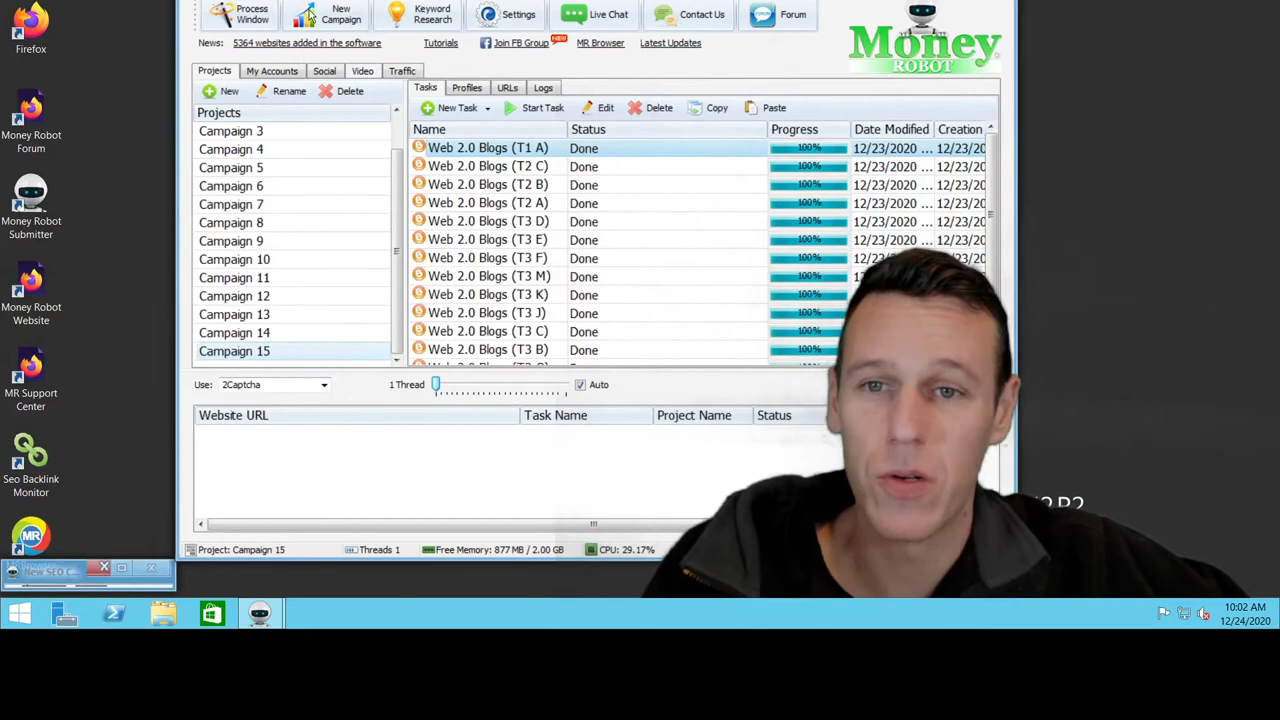 Firefox
Money Robot
Forum
Money Robot
Submitter
Money Robot
Website
MR Support
Center
Seo Backlink
Monitor
MR
Process
Window
New
Campaign
Keyword
Research
Settings
Live Chat
Contact Us
FORUM
Forum
News:
5364 websites added in the software
Tutorials
Join FB Group
NEW
MR Browser
Latest Updates
Money
ROBOT
Projects
My Accounts
Social
Video
Traffic
New
Rename
Delete
Projects
Campaign 3
Campaign 4
Campaign 5
Campaign 6
Campaign 7
Campaign 8
Campaign 9
Campaign 10
Campaign 11
Campaign 12
Campaign 13
Campaign 14
Campaign 15
Tasks
Profiles
URLs
Logs
New Task
Start Task
Edit
Delete
Copy
Paste
Name Status Progress Date Modified Creation
Web 2.0 Blogs (T1 A) Done 100% 12/23/2020 ... 12/23/20
Web 2.0 Blogs (T2 C) Done 100% 12/23/2020 ... 12/23/20
Web 2.0 Blogs (T2 B) Done 100% 12/23/2020 ... 12/23/20
Web 2.0 Blogs (T2 A) Done 100% 12/23/2020 ... 12/23/20
Web 2.0 Blogs (T3 D) Done 100% 12/23/2020 ... 12/23/20
Web 2.0 Blogs (T3 E) Done 100% 12/23/2020 ... 12/23/20
Web 2.0 Blogs (T3 F) Done 100% 12/23/2020 ... 12/23/20
Web 2.0 Blogs (T3 M) Done 100%
Web 2.0 Blogs (T3 K) Done 100%
Web 2.0 Blogs (T3 J) Done 100%
Web 2.0 Blogs (T3 C) Done 100%
Web 2.0 Blogs (T3 B) Done 100%
Use: 2Captcha
1 Thread
Auto
Website URL Task Name Project Name Status
Project: Campaign 15
Threads 1
Free Memory: 877 MB / 2.00 GB
CPU: 29.17%
New SEO C...
10:02 AM
12/24/2020